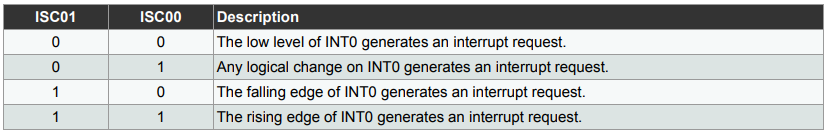 ISC01 ISC00 Description
0 0 The low level of INT0 generates an interrupt request.
0 1 Any logical change on INT0 generates an interrupt request.
1 0 The falling edge of INT0 generates an interrupt request.
1 1 The rising edge of INT0 generates an interrupt request.